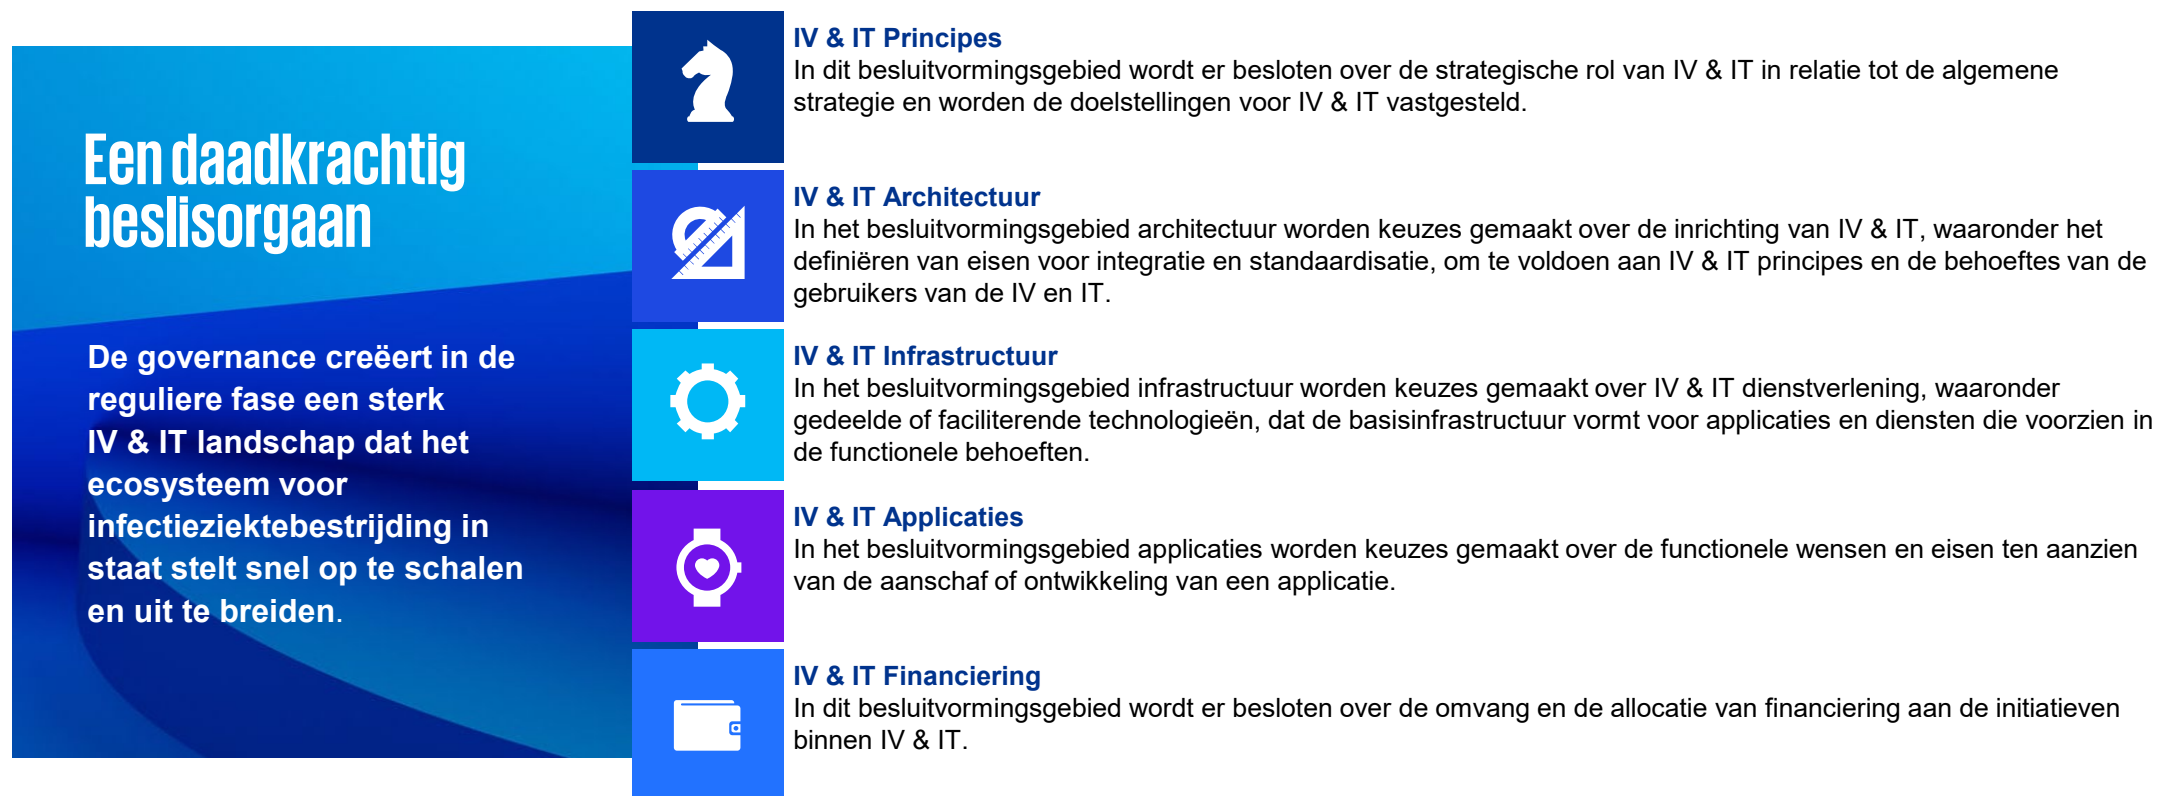 Een daadkrachtig
beslisorgaan
De governance creëert in de
reguliere fase een sterk
IV & IT landschap dat het
ecosysteem voor
infectieziektebestrijding in
staat stelt snel op te schalen
en uit te breiden.
IV & IT Principes
In dit besluitvormingsgebied wordt er besloten over de strategische rol van IV & IT in relatie tot de algemene
strategie en worden de doelstellingen voor IV & IT vastgesteld.
IV & IT Architectuur
In het besluitvormingsgebied architectuur worden keuzes gemaakt over de inrichting van IV & IT, waaronder het
definiëren van eisen voor integratie en standaardisatie, om te voldoen aan IV & IT principes en de behoeftes van de
gebruikers van de IV en IT.
IV & IT Infrastructuur
In het besluitvormingsgebied infrastructuur worden keuzes gemaakt over IV & IT dienstverlening, waaronder
gedeelde of faciliterende technologieën, dat de basisinfrastructuur vormt voor applicaties en diensten die voorzien in
de functionele behoeften.
IV & IT Applicaties
In het besluitvormingsgebied applicaties worden keuzes gemaakt over de functionele wensen en eisen ten aanzien
van de aanschaf of ontwikkeling van een applicatie.
IV & IT Financiering
In dit besluitvormingsgebied wordt er besloten over de omvang en de allocatie van financiering aan de initiatieven
binnen IV & IT.